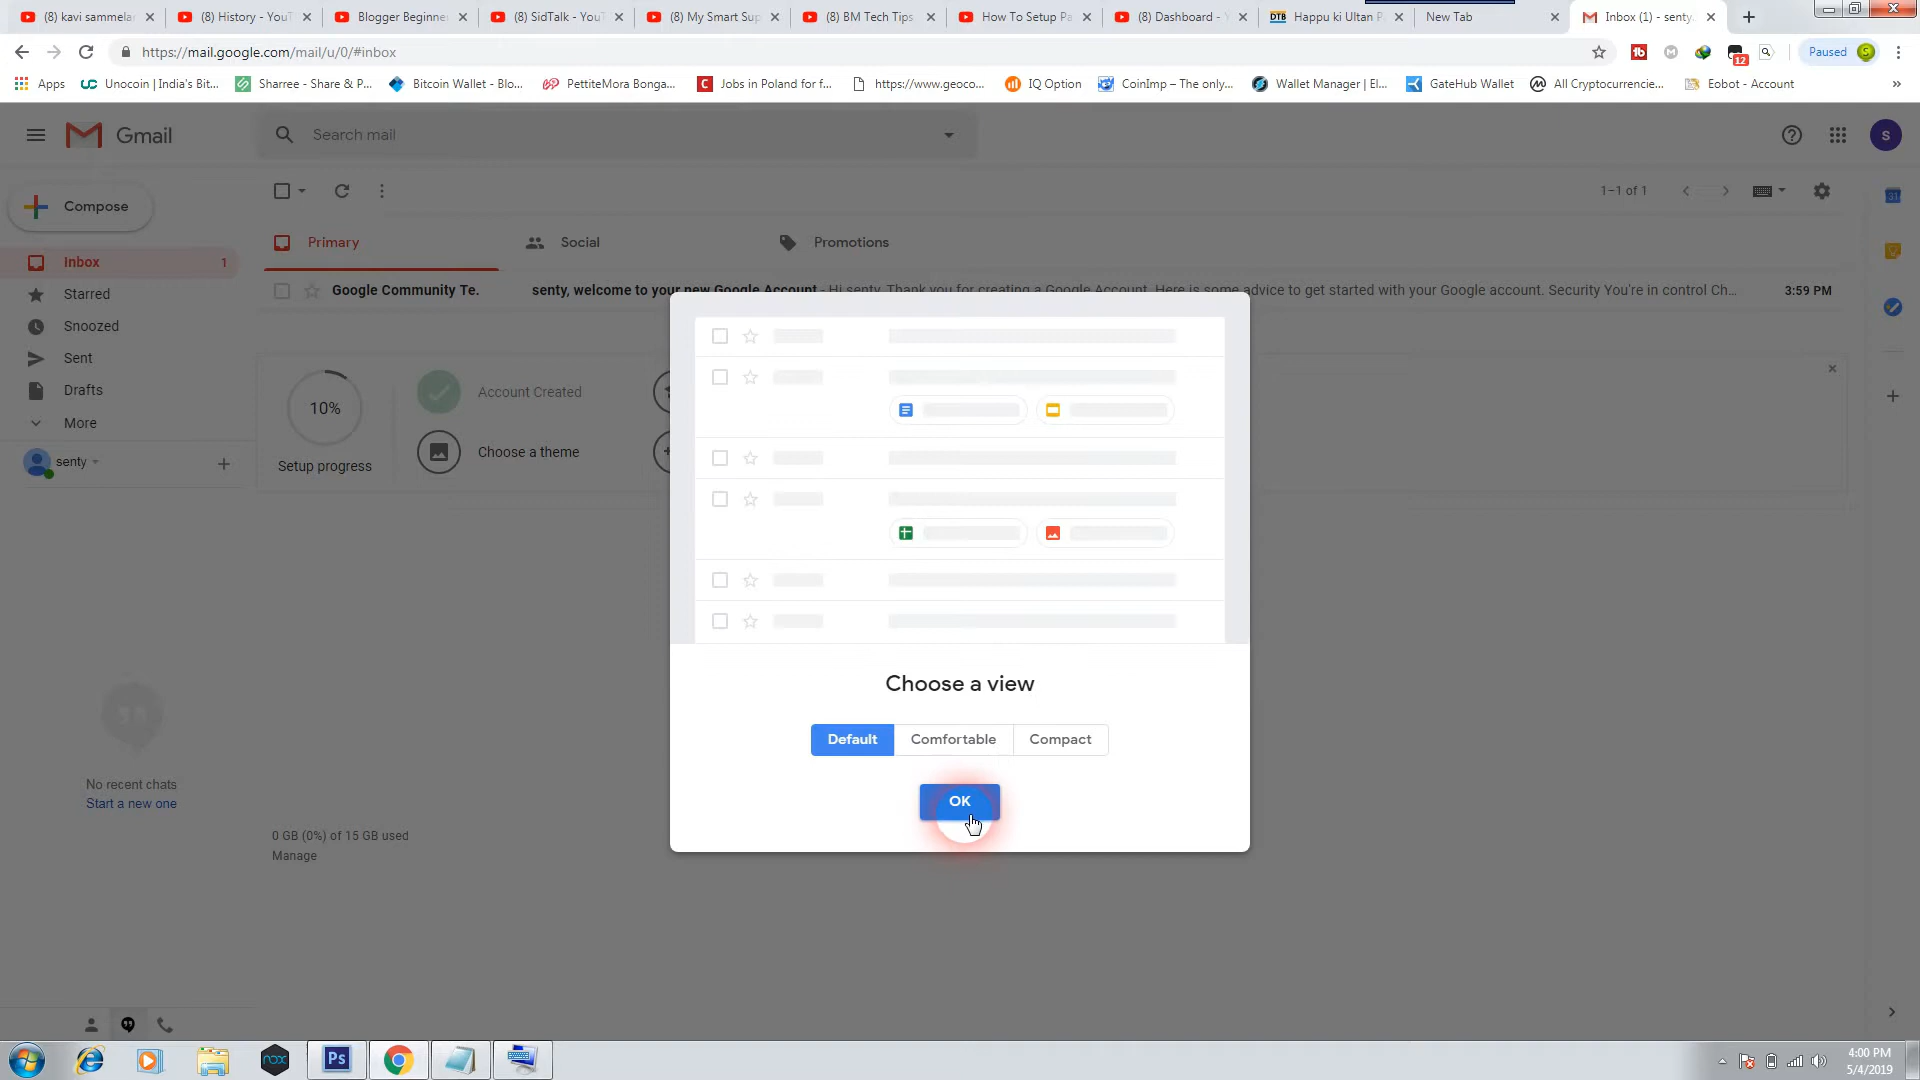 (8) kavi sammelan
(8) History - YouT
Blogger Beginne
(8) SidTalk - YouT
(8) My Smart Sup
(8) BM Tech Tips
How To Setup Pa
(8) Dashboard - Y
DTB Happu ki Ultan P
New Tab
Inbox (1) - senty
https://mail.google.com/mail/u/0/#inbox
12
Paused
Apps
Unocoin | India's Bit...
Sharree - Share & P...
Bitcoin Wallet - Blo...
PettiteMora Bonga...
Jobs in Poland for f...
https://www.geoco...
IQ Option
CoinImp – The only...
Wallet Manager | El...
GateHub Wallet
All Cryptocurrencie...
Eobot - Account
»
Gmail
Search mail
S
Compose
1–1 of 1
31
Primary
Social
Promotions
Inbox 1
Google Community Te. senty, welcome to your new Google Account - Hi senty, Thank you for creating a Google Account. Here is some advice to get started with your Google account. Security You're in control Ch... 3:59 PM
Starred
Snoozed
Sent
Drafts
More
senty
10%
Setup progress
Account Created
Choose a theme
Choose a view
Default
Comfortable
Compact
OK
No recent chats
Start a new one
0 GB (0%) of 15 GB used
Manage
nox
Ps
4:00 PM
5/4/2019